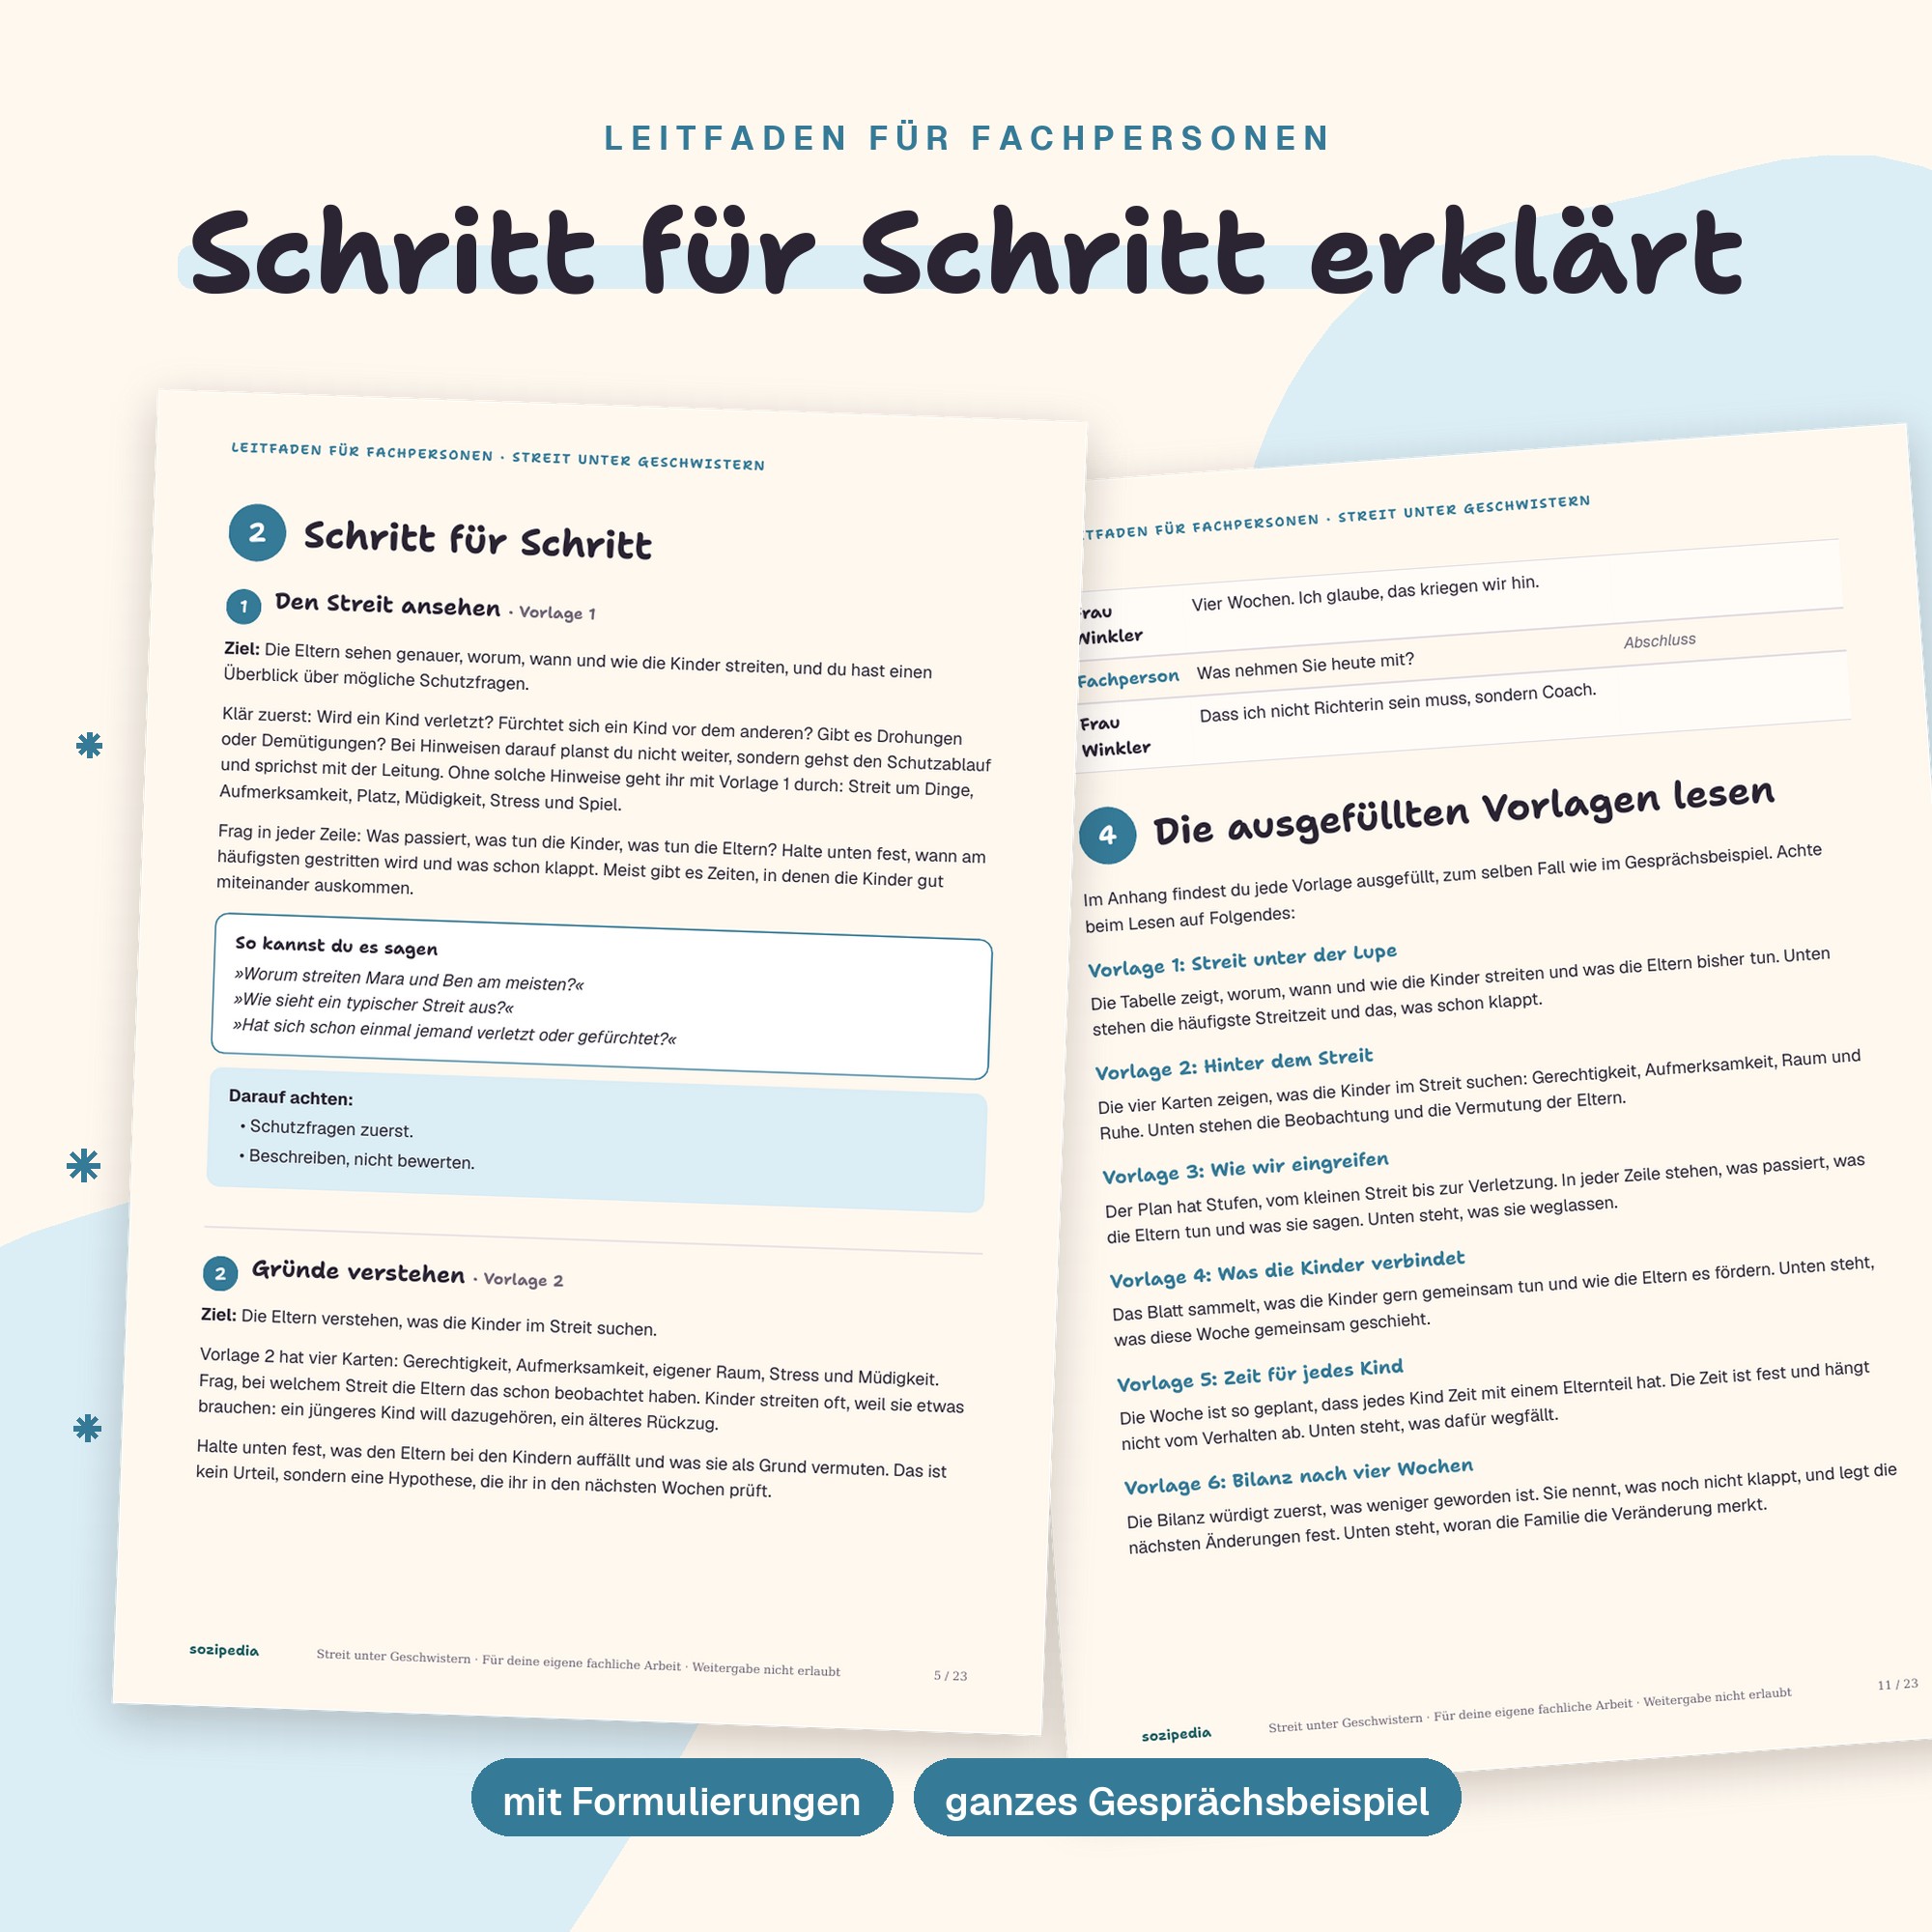 LEITFADEN FÜR FACHPERSONEN
Schritt für Schritt erklärt
LEITFADEN FÜR FACHPERSONEN · STREIT UNTER GESCHWISTERN
2 Schritt für Schritt
1 Den Streit ansehen · Vorlage 1
Ziel: Die Eltern sehen genauer, worum, wann und wie die Kinder streiten, und du hast einen
Überblick über mögliche Schutzfragen.
Klär zuerst: Wird ein Kind verletzt? Fürchtet sich ein Kind vor dem anderen? Gibt es Drohungen
oder Demütigungen? Bei Hinweisen darauf planst du nicht weiter, sondern gehst den Schutzablauf
und sprichst mit der Leitung. Ohne solche Hinweise geht ihr mit Vorlage 1 durch: Streit um Dinge,
Aufmerksamkeit, Platz, Müdigkeit, Stress und Spiel.
Frag in jeder Zeile: Was passiert, was tun die Kinder, was tun die Eltern? Halte unten fest, wann am
häufigsten gestritten wird und was schon klappt. Meist gibt es Zeiten, in denen die Kinder gut
miteinander auskommen.
So kannst du es sagen
»Worum streiten Mara und Ben am meisten?«
»Wie sieht ein typischer Streit aus?«
»Hat sich schon einmal jemand verletzt oder gefürchtet?«
Darauf achten:
• Schutzfragen zuerst.
• Beschreiben, nicht bewerten.
2 Gründe verstehen · Vorlage 2
Ziel: Die Eltern verstehen, was die Kinder im Streit suchen.
Vorlage 2 hat vier Karten: Gerechtigkeit, Aufmerksamkeit, eigener Raum, Stress und Müdigkeit.
Frag, bei welchem Streit die Eltern das schon beobachtet haben. Kinder streiten oft, weil sie etwas
brauchen: ein jüngeres Kind will dazugehören, ein älteres Rückzug.
Halte unten fest, was den Eltern bei den Kindern auffällt und was sie als Grund vermuten. Das ist
kein Urteil, sondern eine Hypothese, die ihr in den nächsten Wochen prüft.
sozipedia Streit unter Geschwistern · Für deine eigene fachliche Arbeit · Weitergabe nicht erlaubt 5 / 23
TFADEN FÜR FACHPERSONEN · STREIT UNTER GESCHWISTERN
Frau Vier Wochen. Ich glaube, das kriegen wir hin.
Winkler
Fachperson Was nehmen Sie heute mit? Abschluss
Frau Dass ich nicht Richterin sein muss, sondern Coach.
Winkler
4 Die ausgefüllten Vorlagen lesen
Im Anhang findest du jede Vorlage ausgefüllt, zum selben Fall wie im Gesprächsbeispiel. Achte
beim Lesen auf Folgendes:
Vorlage 1: Streit unter der Lupe
Die Tabelle zeigt, worum, wann und wie die Kinder streiten und was die Eltern bisher tun. Unten
stehen die häufigste Streitzeit und das, was schon klappt.
Vorlage 2: Hinter dem Streit
Die vier Karten zeigen, was die Kinder im Streit suchen: Gerechtigkeit, Aufmerksamkeit, Raum und
Ruhe. Unten stehen die Beobachtung und die Vermutung der Eltern.
Vorlage 3: Wie wir eingreifen
Der Plan hat Stufen, vom kleinen Streit bis zur Verletzung. In jeder Zeile stehen, was passiert, was
die Eltern tun und was sie sagen. Unten steht, was sie weglassen.
Vorlage 4: Was die Kinder verbindet
Das Blatt sammelt, was die Kinder gern gemeinsam tun und wie die Eltern es fördern. Unten steht,
was diese Woche gemeinsam geschieht.
Vorlage 5: Zeit für jedes Kind
Die Woche ist so geplant, dass jedes Kind Zeit mit einem Elternteil hat. Die Zeit ist fest und hängt
nicht vom Verhalten ab. Unten steht, was dafür wegfällt.
Vorlage 6: Bilanz nach vier Wochen
Die Bilanz würdigt zuerst, was weniger geworden ist. Sie nennt, was noch nicht klappt, und legt die
nächsten Änderungen fest. Unten steht, woran die Familie die Veränderung merkt.
sozipedia Streit unter Geschwistern · Für deine eigene fachliche Arbeit · Weitergabe nicht erlaubt 11 / 23
mit Formulierungen
ganzes Gesprächsbeispiel